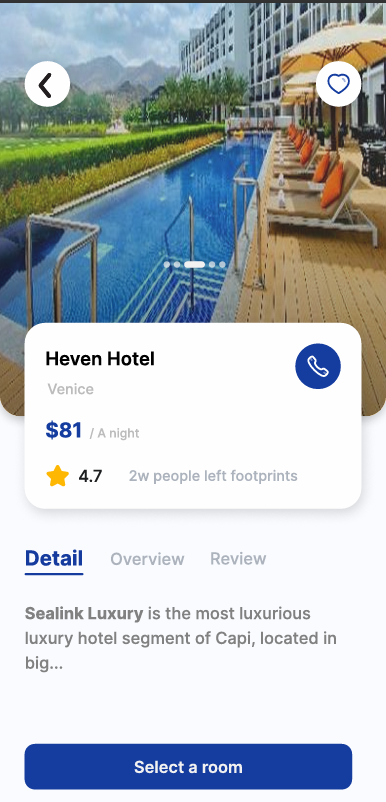 Heven Hotel
Venice
$81 / A night
4.7 2w people left footprints
Detail Overview Review
Sealink Luxury is the most luxurious
luxury hotel segment of Capi, located in
big...
Select a room